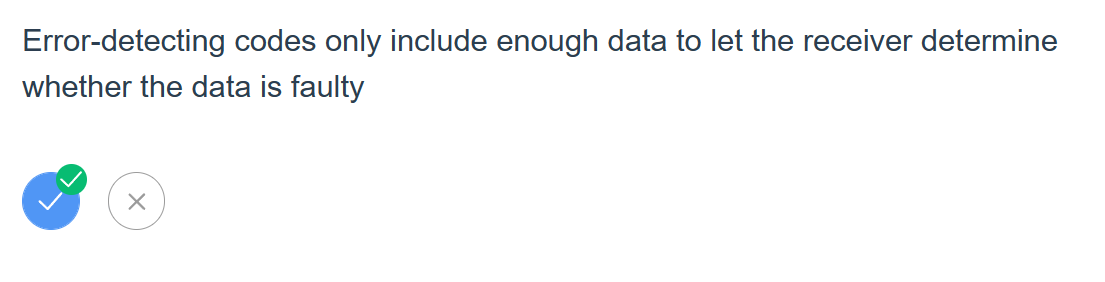 Error-detecting codes only include enough data to let the receiver determine
whether the data is faulty